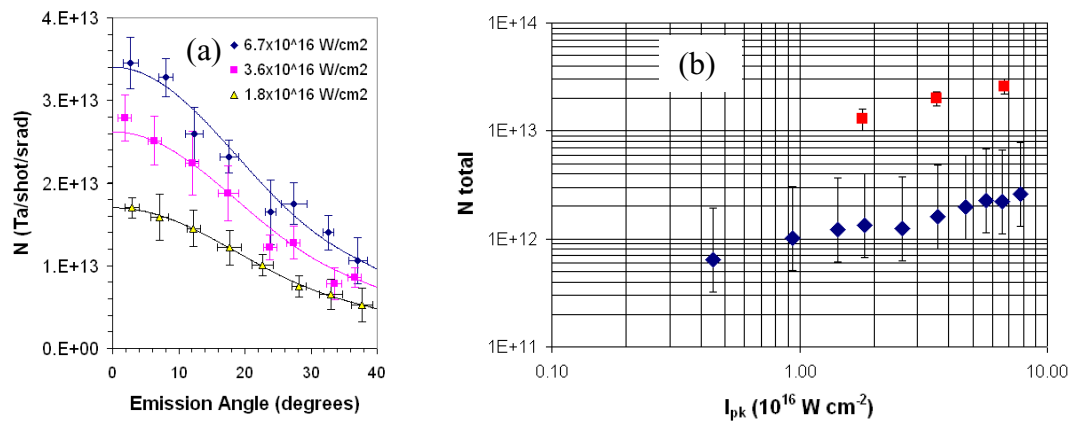 (a)
6.7x10^16 W/cm2
3.6x10^16 W/cm2
1.8x10^16 W/cm2
4.E+13
3.E+13
2.E+13
1.E+13
0.E+00
N (Ta/shot/srad)
0 10 20 30 40
Emission Angle (degrees)
(b)
1E+14
1E+13
1E+12
1E+11
N total
0.10 1.00 10.00
Ipk (10^16 W cm^-2)